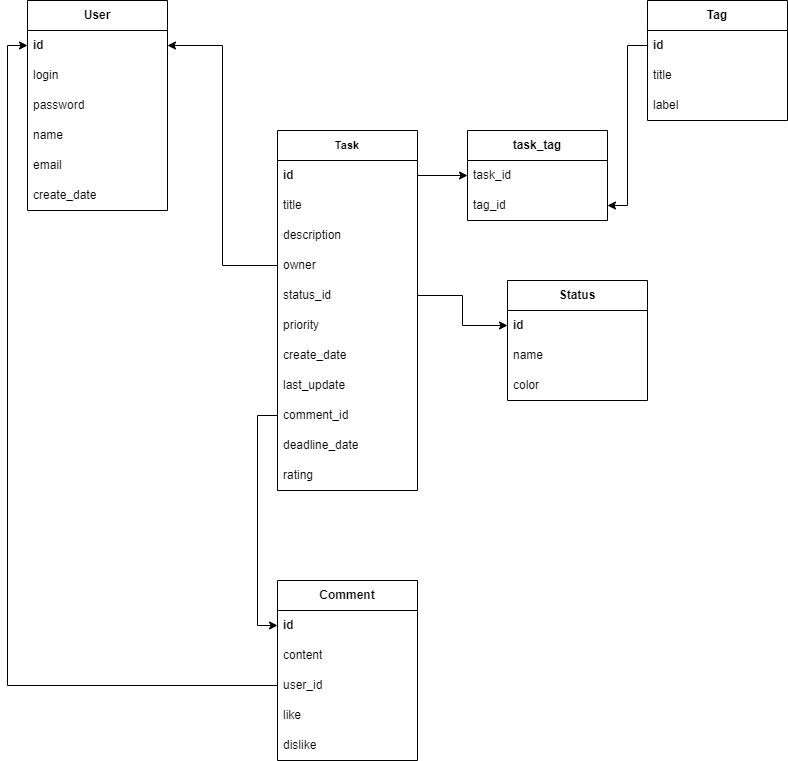 User
id
login
password
name
email
create_date
Tag
id
title
label
Task
id
title
description
owner
status_id
priority
create_date
last_update
comment_id
deadline_date
rating
task_tag
task_id
tag_id
Status
id
name
color
Comment
id
content
user_id
like
dislike